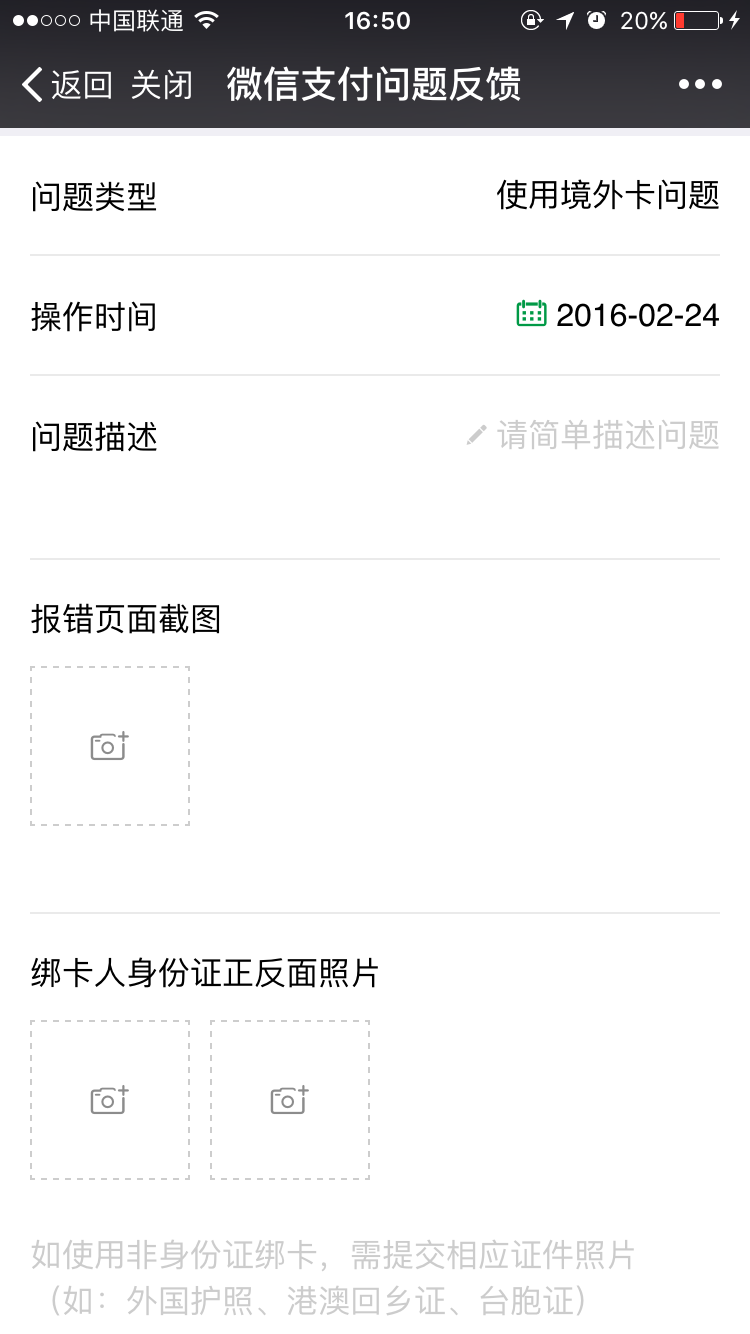 中国联通 16:50 20%
返回 关闭 微信支付问题反馈
问题类型 使用境外卡问题
操作时间 2016-02-24
问题描述 请简单描述问题
报错页面截图
绑卡人身份证正反面照片
如使用非身份证绑卡，需提交相应证件照片
（如：外国护照、港澳回乡证、台胞证）